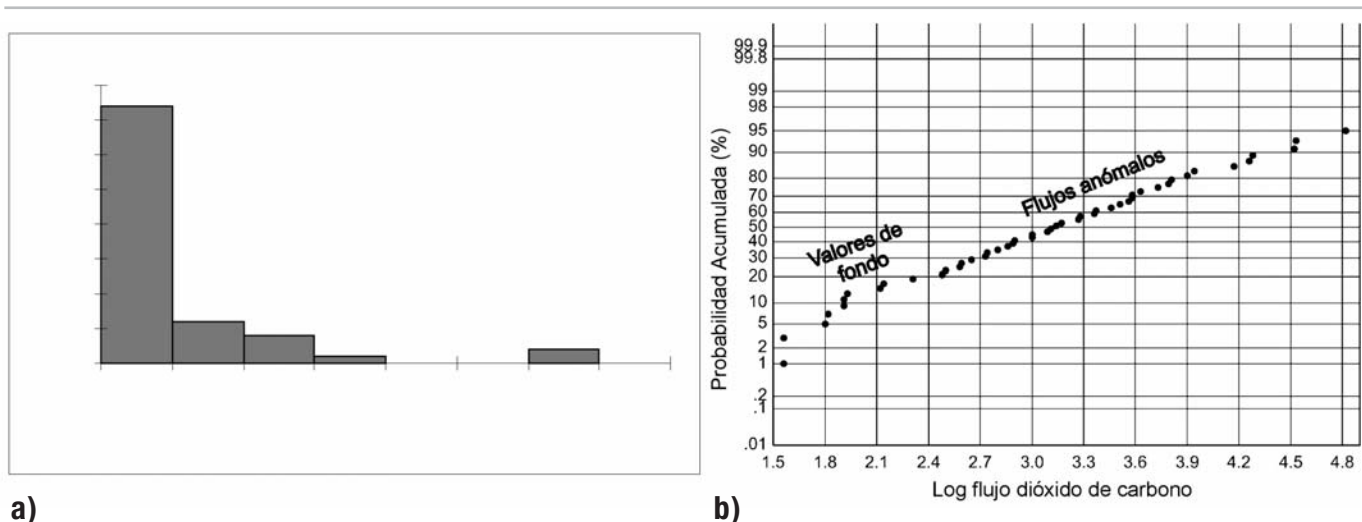 99.9
99.8
99
98
95
90
80
70
60
50
40
30
20
10
5
2
1
.2
.1
.01
Probabilidad Acumulada (%)
Valores de
fondo
Flujos anómalos
1.5 1.8 2.1 2.4 2.7 3.0 3.3 3.6 3.9 4.2 4.5 4.8
Log flujo dióxido de carbono
a)
b)